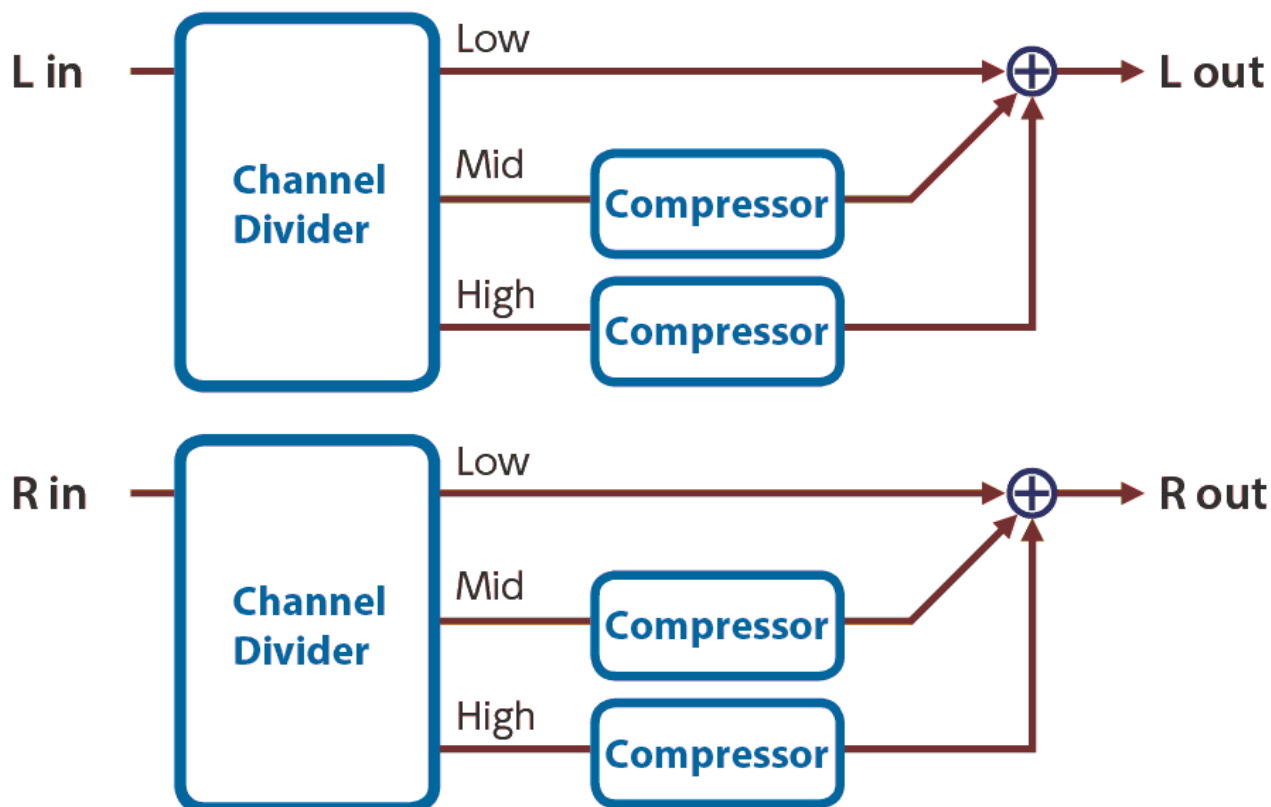 L in
Channel
Divider
Low
Mid
Compressor
High
Compressor
L out
R in
Channel
Divider
Low
Mid
Compressor
High
Compressor
R out